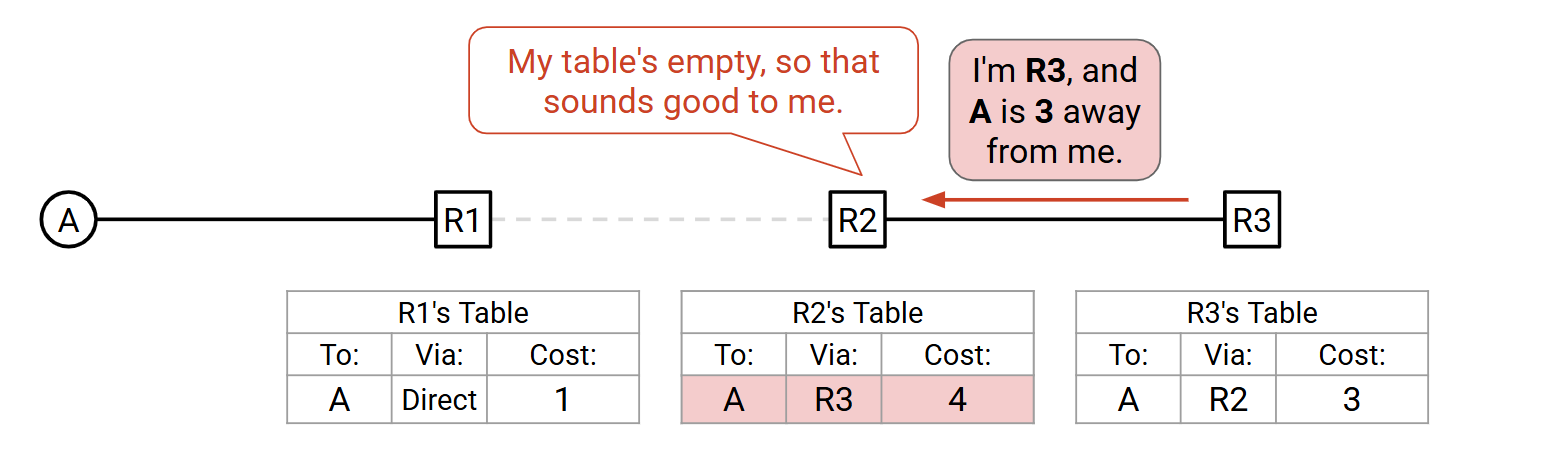 My table's empty, so that
sounds good to me.
I'm R3, and
A is 3 away
from me.
A
R1
R2
R3
R1's Table
To: Via: Cost:
A Direct 1
R2's Table
To: Via: Cost:
A R3 4
R3's Table
To: Via: Cost:
A R2 3